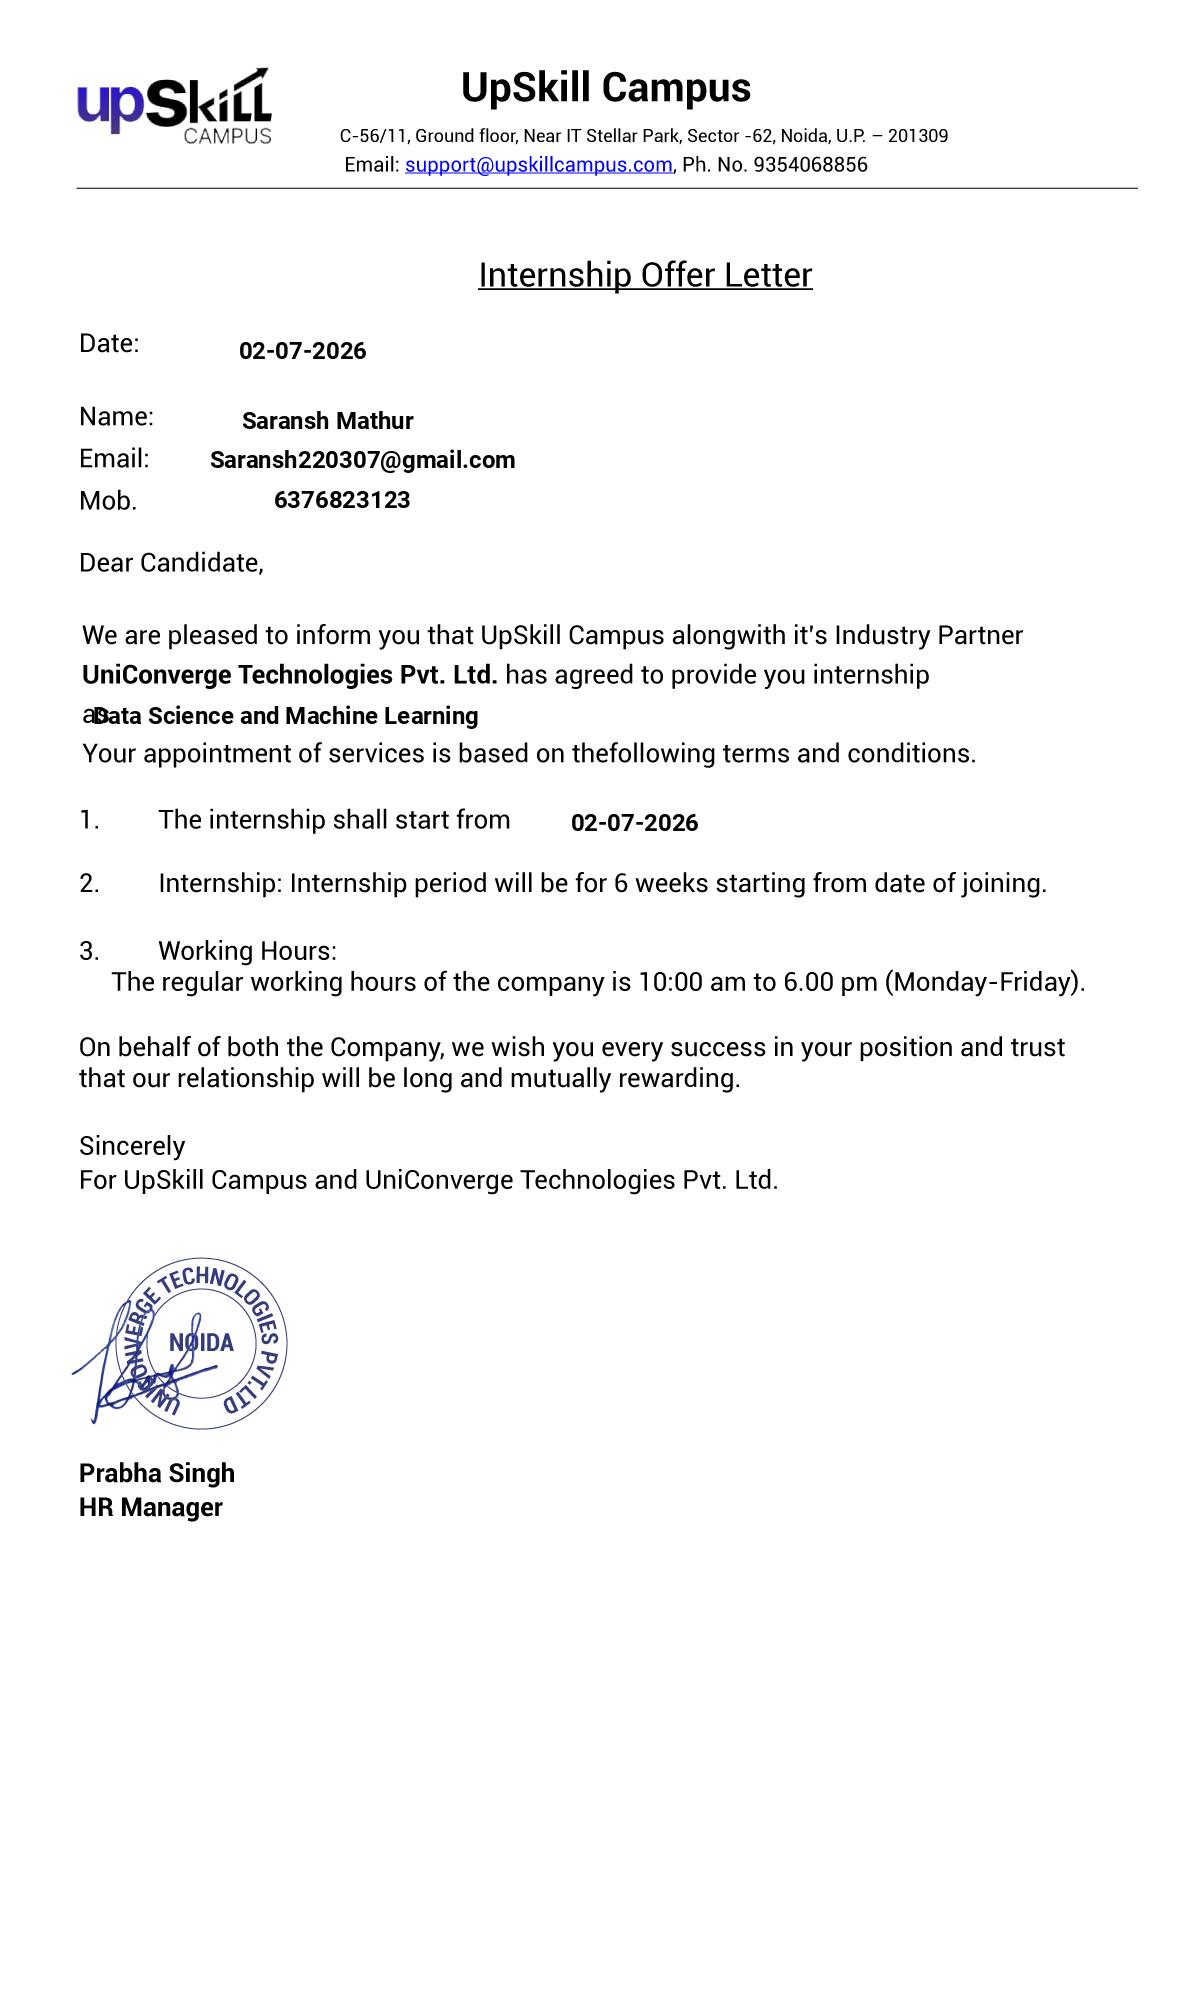 upSkill
CAMPUS
UpSkill Campus
C-56/11, Ground floor, Near IT Stellar Park, Sector -62, Noida, U.P. – 201309
Email: support@upskillcampus.com, Ph. No. 9354068856
Internship Offer Letter
Date: 02-07-2026
Name: Saransh Mathur
Email: Saransh220307@gmail.com
Mob. 6376823123
Dear Candidate,
We are pleased to inform you that UpSkill Campus alongwith it's Industry Partner
UniConverge Technologies Pvt. Ltd. has agreed to provide you internship
as Data Science and Machine Learning
Your appointment of services is based on thefollowing terms and conditions.
1. The internship shall start from 02-07-2026
2. Internship: Internship period will be for 6 weeks starting from date of joining.
3. Working Hours:
The regular working hours of the company is 10:00 am to 6.00 pm (Monday-Friday).
On behalf of both the Company, we wish you every success in your position and trust
that our relationship will be long and mutually rewarding.
Sincerely
For UpSkill Campus and UniConverge Technologies Pvt. Ltd.
UNICONVERGE TECHNOLOGIES PVT.LTD
NOIDA
Prabha Singh
HR Manager